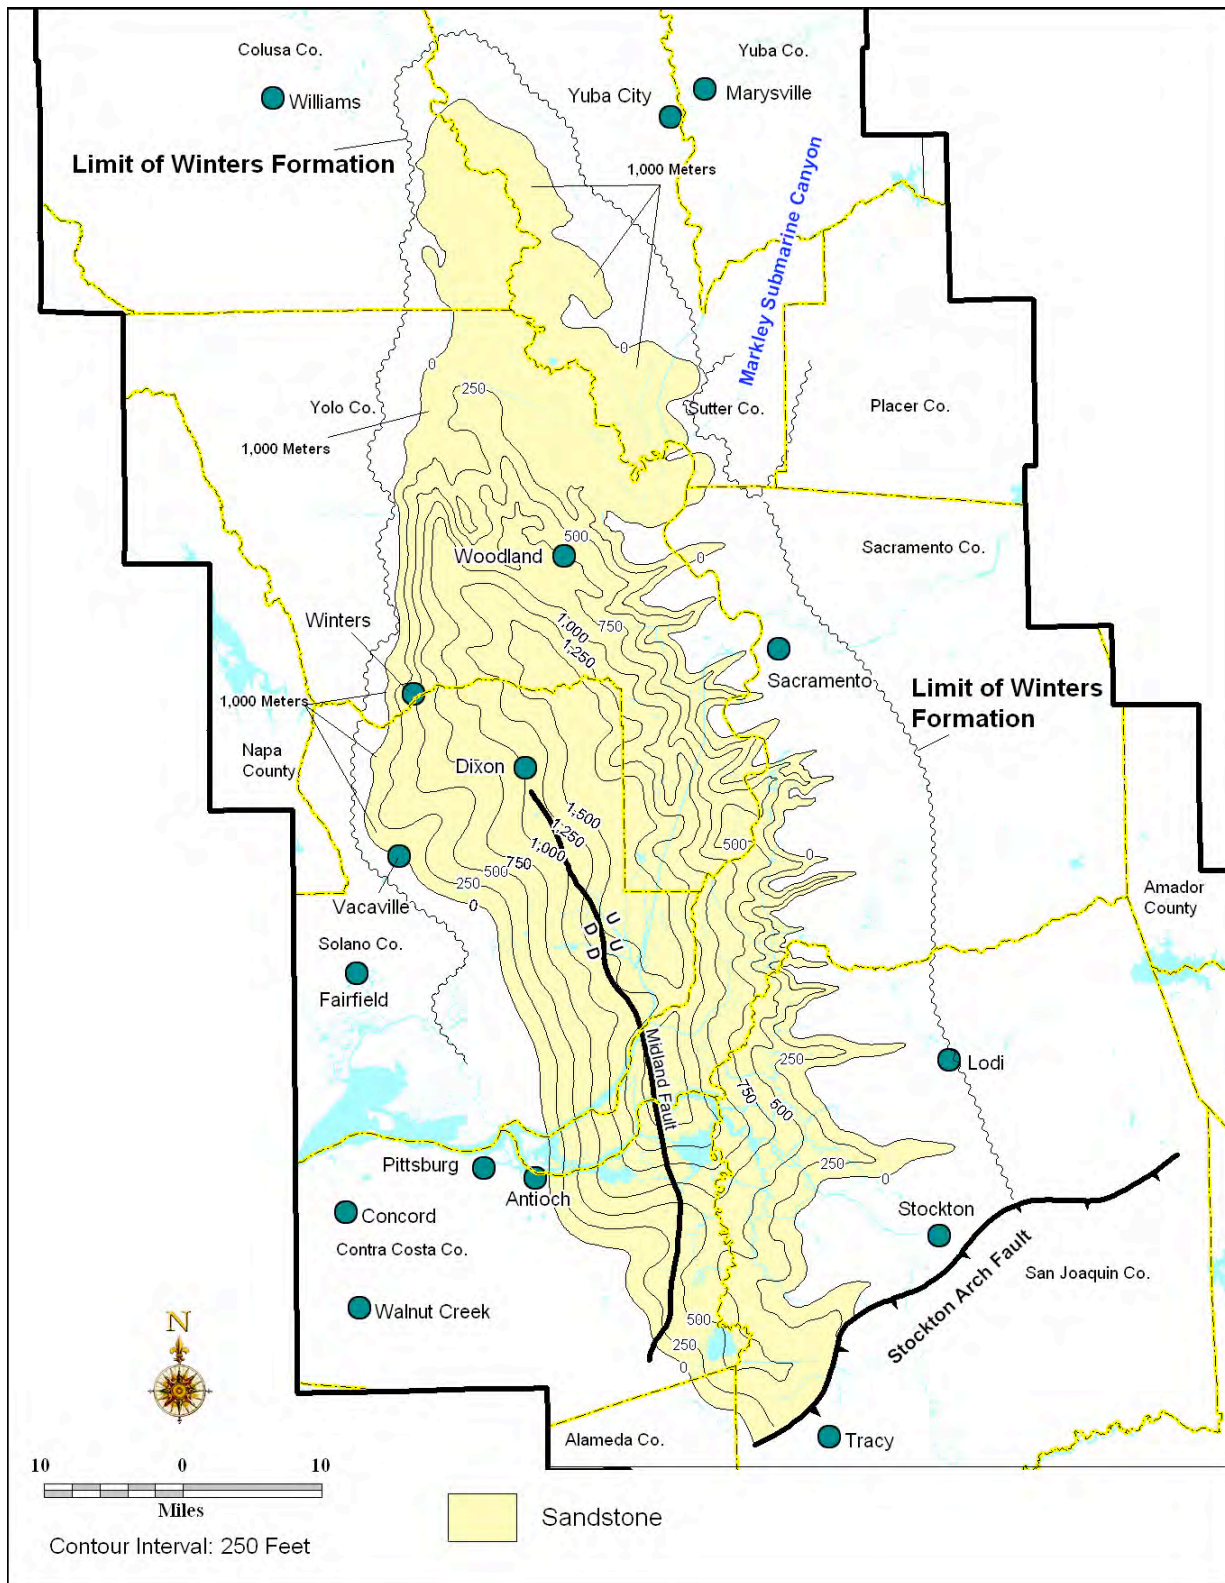 Colusa Co.
Yuba Co.
Williams
Yuba City
Marysville
Limit of Winters Formation
1,000 Meters
Markley Submarine Canyon
0
0
250
Yolo Co.
Sutter Co.
Placer Co.
1,000 Meters
500
Woodland
0
Sacramento Co.
Winters
1,000
750
1,250
Sacramento
Limit of Winters
Formation
1,000 Meters
Napa
County
Dixon
1,500
1,250
1,000
500
0
750
500
250
0
Amador
County
Vacaville
U
U
D
D
Solano Co.
Fairfield
Midland Fault
250
Lodi
750
500
Pittsburg
250
0
Antioch
Concord
Stockton
Contra Costa Co.
San Joaquin Co.
Stockton Arch Fault
Walnut Creek
N
500
250
0
Alameda Co.
Tracy
10
0
10
Miles
Sandstone
Contour Interval: 250 Feet